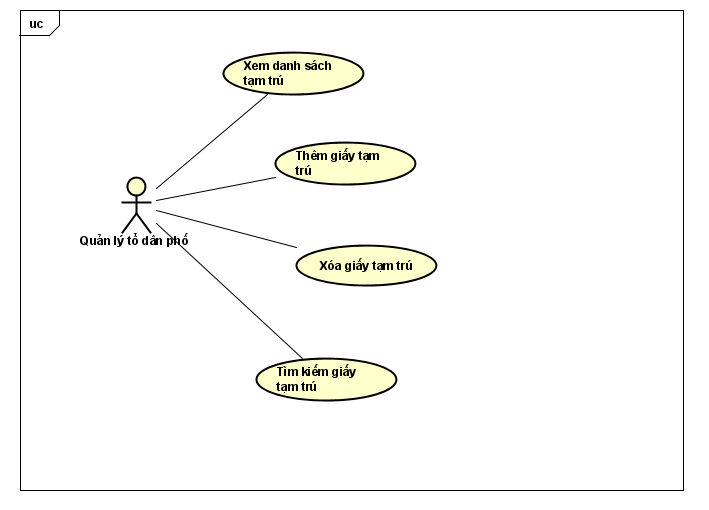 uc
Xem danh sách
tạm trú
Thêm giấy tạm
trú
Quản lý tổ dân phố
Xóa giấy tạm trú
Tìm kiếm giấy
tạm trú